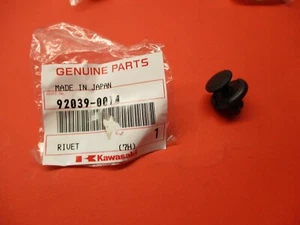 GENUINE PARTS
MADE IN JAPAN
92039-0014
1
Kawasaki
RIVET (7H)